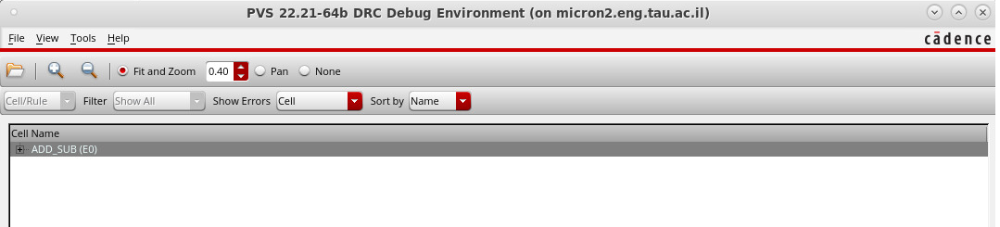 PVS 22.21-64b DRC Debug Environment (on micron2.eng.tau.ac.il)
File View Tools Help
cādence
Fit and Zoom 0.40 Pan None
Cell/Rule Filter Show All Show Errors Cell Sort by Name
Cell Name
ADD_SUB (E0)